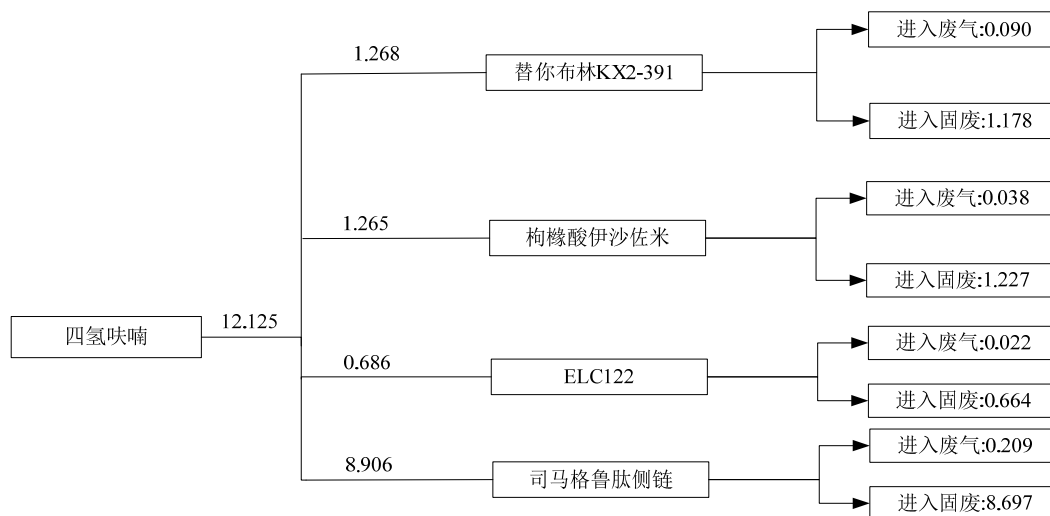 进入废气:0.090
1.268
替你布林KX2-391
进入固废:1.178
进入废气:0.038
1.265
枸橼酸伊沙佐米
进入固废:1.227
四氢呋喃
12.125
进入废气:0.022
0.686
ELC122
进入固废:0.664
进入废气:0.209
8.906
司马格鲁肽侧链
进入固废:8.697